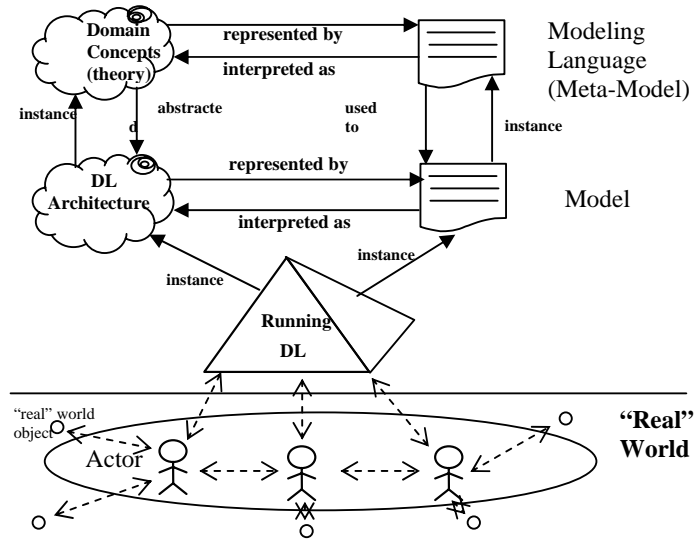 Domain
Concepts
(theory)
represented by
interpreted as
Modeling
Language
(Meta-Model)
instance
abstracte
d
used
to
instance
DL
Architecture
represented by
interpreted as
Model
instance
instance
Running
DL
"real" world
object
Actor
"Real"
World